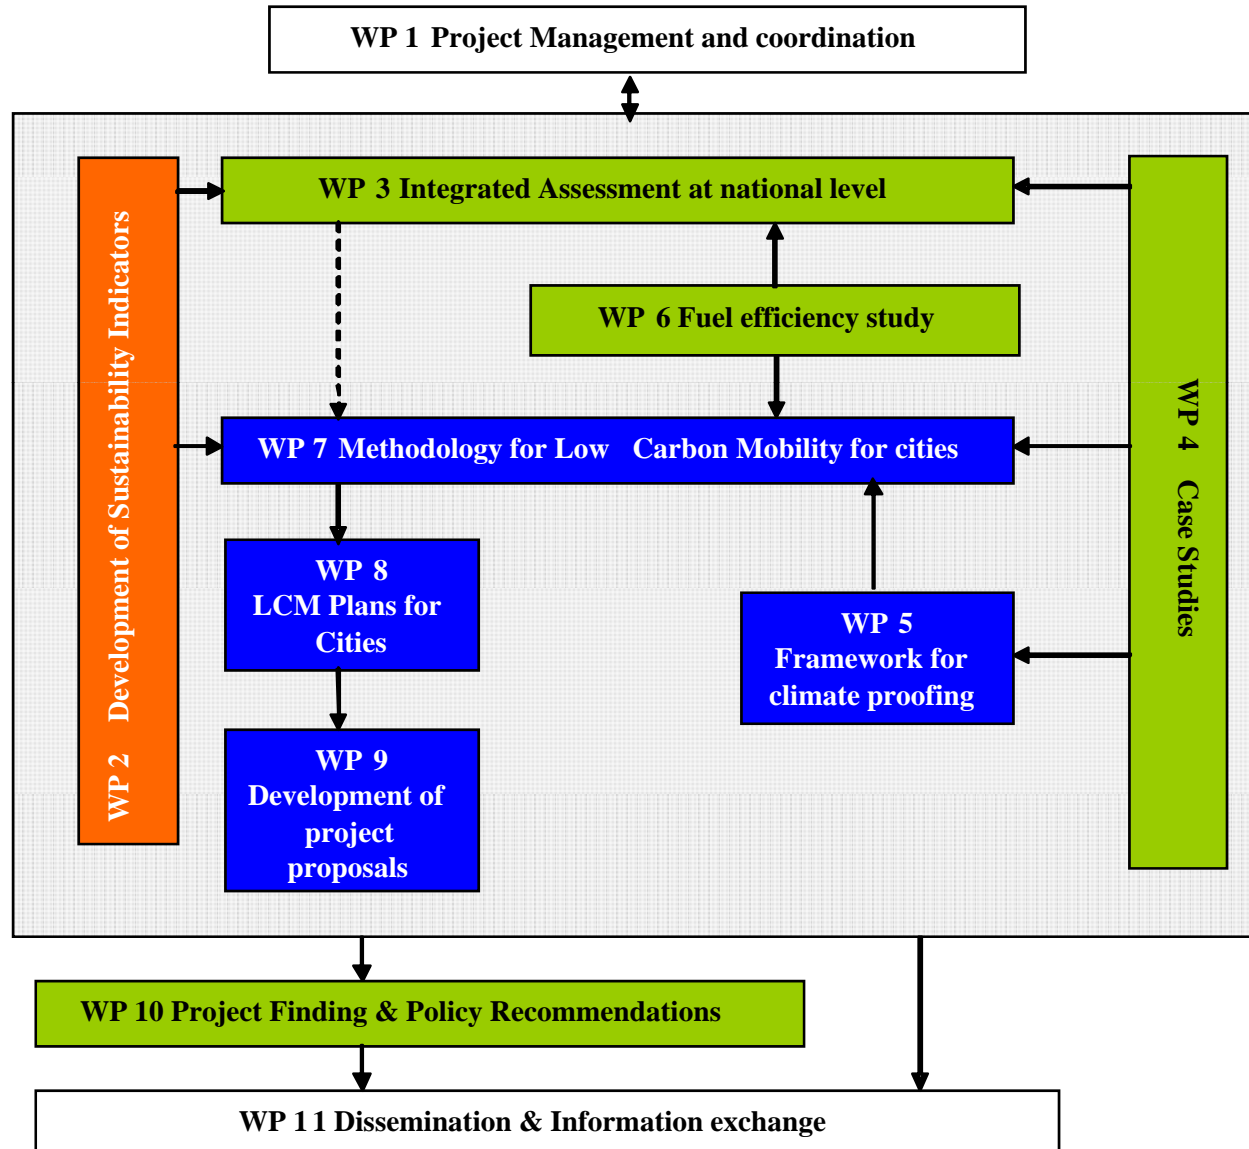 WP 1 Project Management and coordination
WP 2 Development of Sustainability Indicators
WP 3 Integrated Assessment at national level
WP 6 Fuel efficiency study
WP 4 Case Studies
WP 7 Methodology for Low Carbon Mobility for cities
WP 8
LCM Plans for
Cities
WP 5
Framework for
climate proofing
WP 9
Development of
project
proposals
WP 10 Project Finding & Policy Recommendations
WP 11 Dissemination & Information exchange